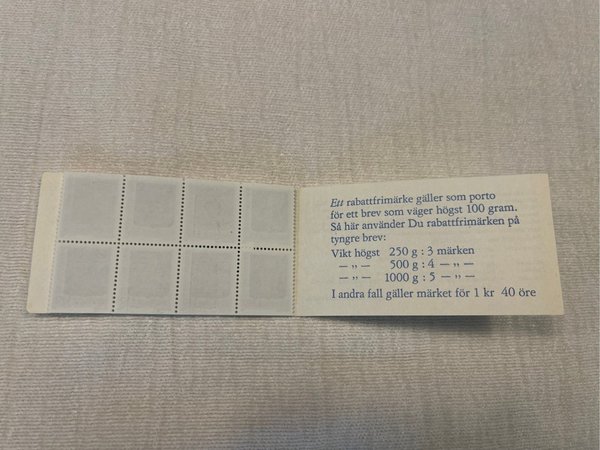 Ett rabattfrimärke gäller som porto
för ett brev som väger högst 100 gram.
Så här använder Du rabattfrimärken på
tyngre brev:
Vikt högst 250 g : 3 märken
— „ — 500 g : 4 — „ —
— „ — 1000 g : 5 — „ —
I andra fall gäller märket för 1 kr 40 öre